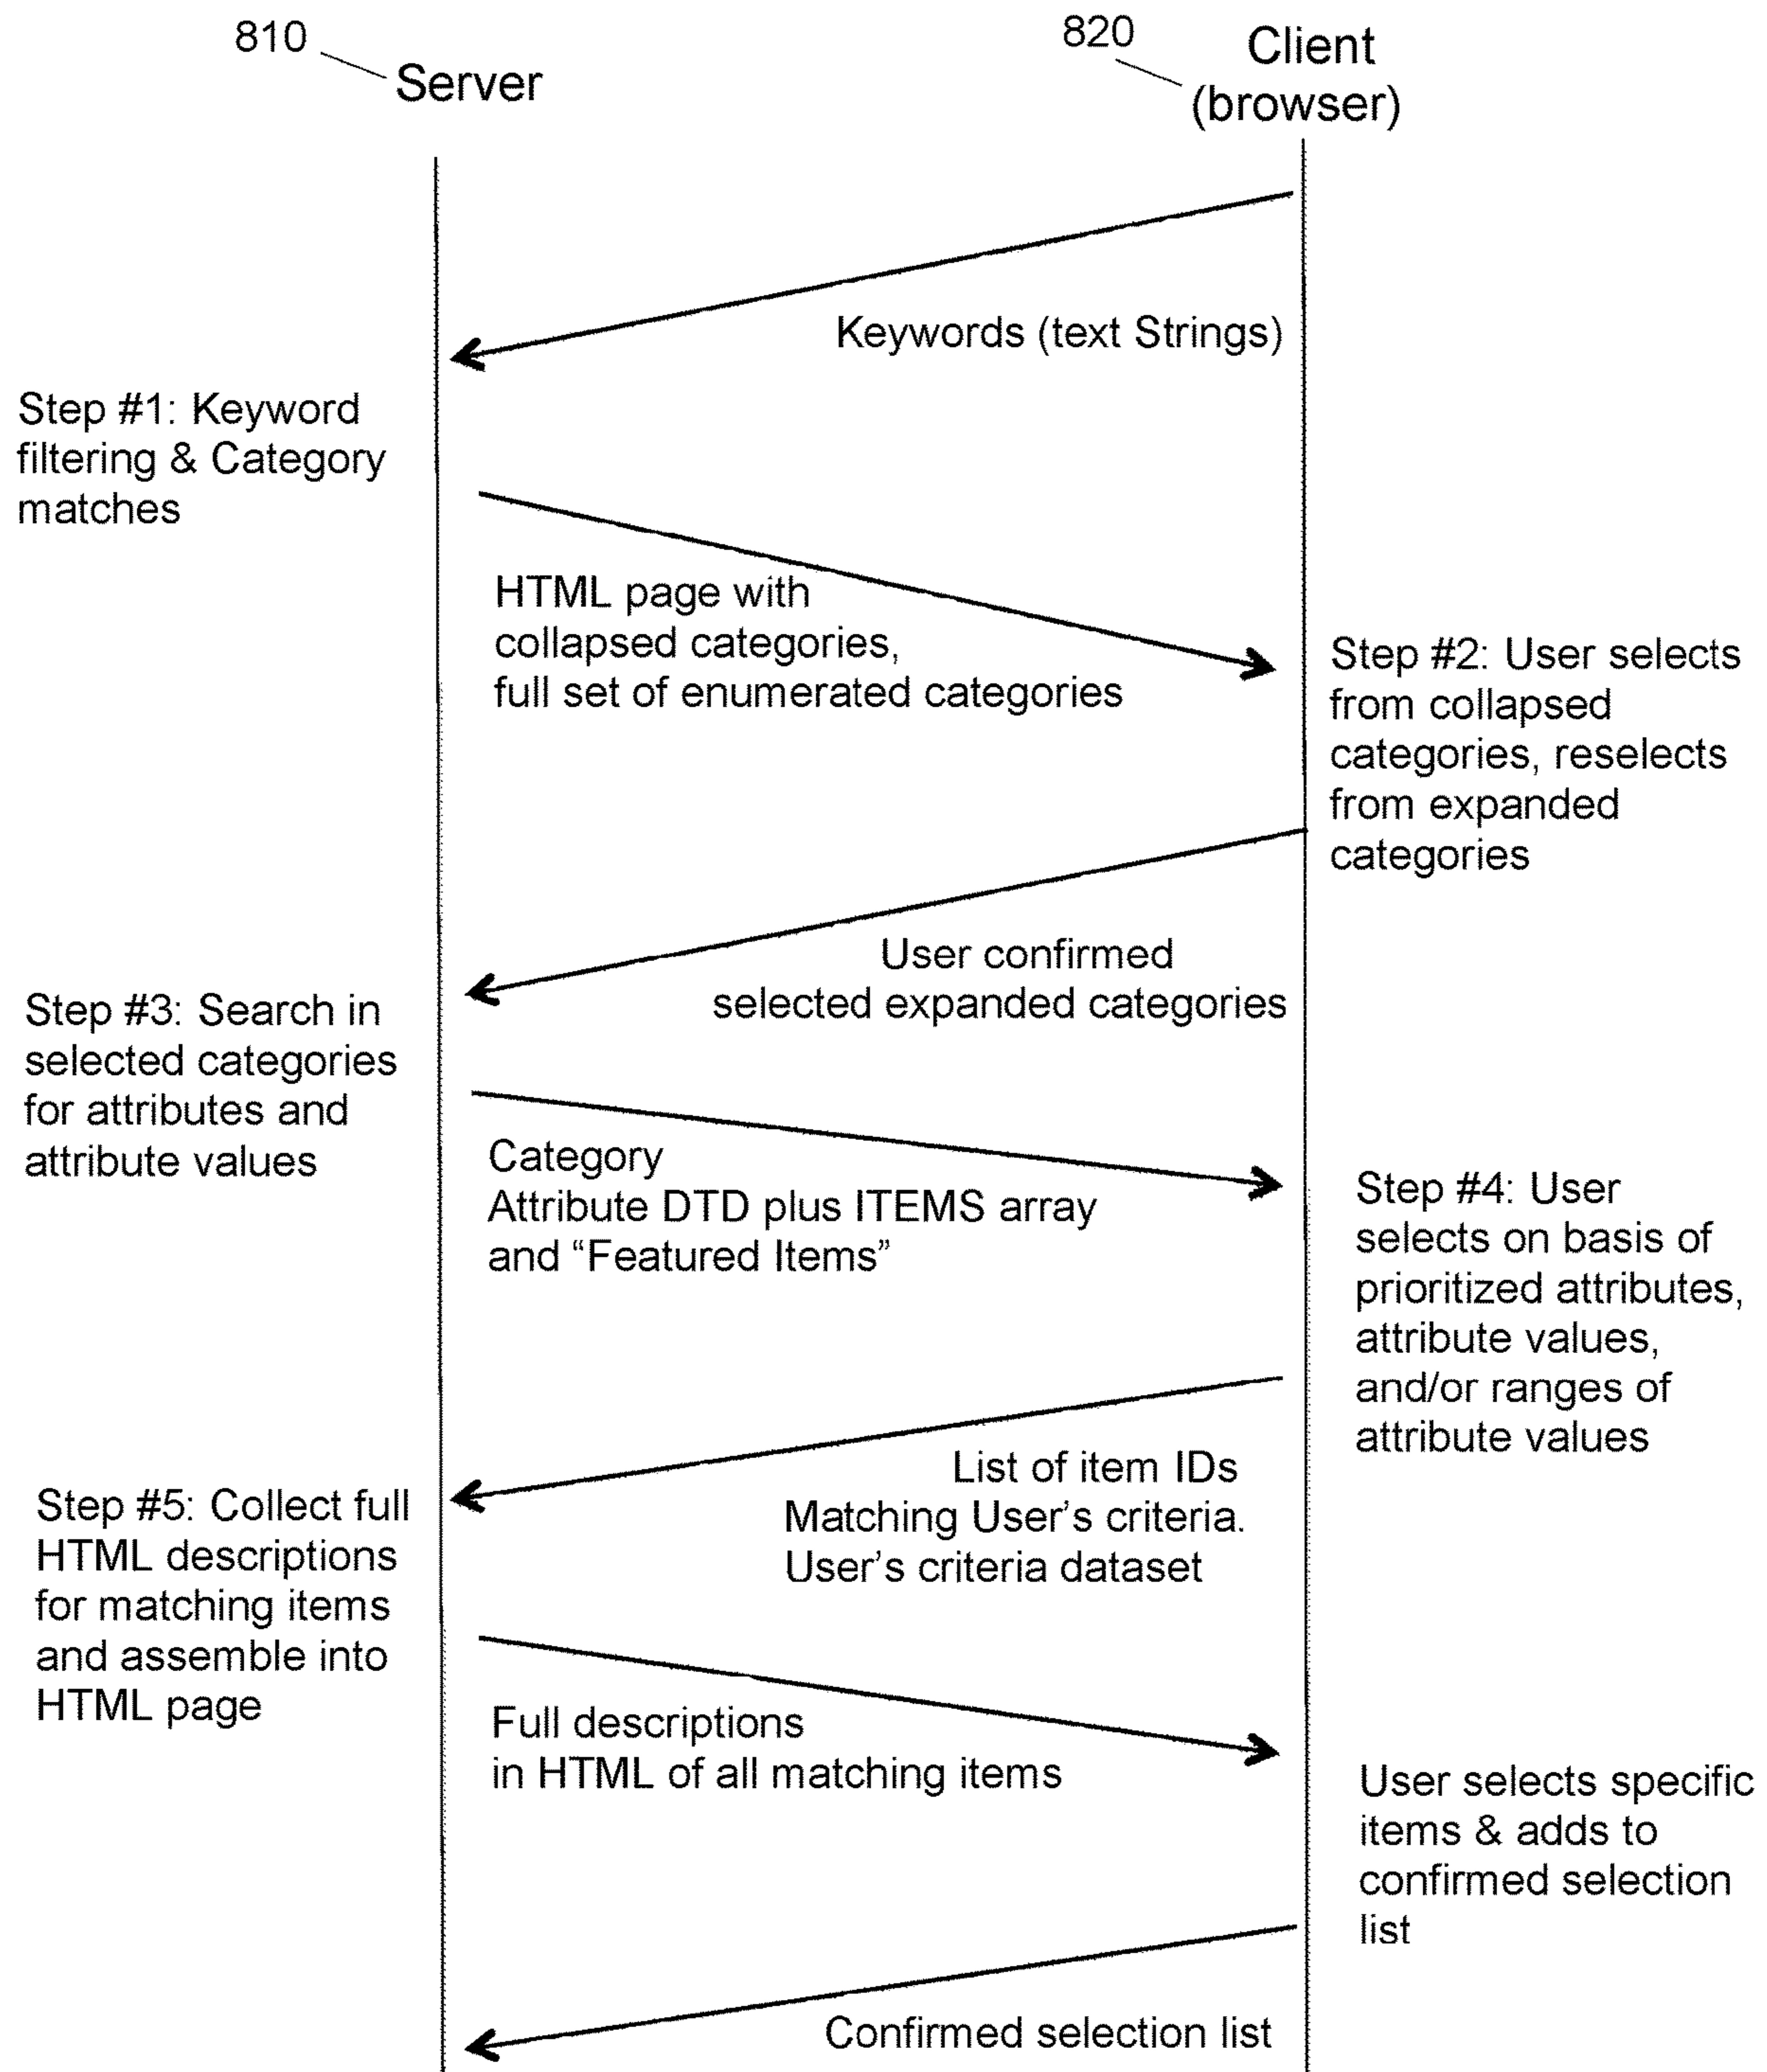 810
Server
820
Client
(browser)
Keywords (text Strings)
Step #1: Keyword
filtering & Category
matches
HTML page with
collapsed categories,
full set of enumerated categories
Step #2: User selects
from collapsed
categories, reselects
from expanded
categories
User confirmed
selected expanded categories
Step #3: Search in
selected categories
for attributes and
attribute values
Category
Attribute DTD plus ITEMS array
and “Featured Items”
Step #4: User
selects on basis of
prioritized attributes,
attribute values,
and/or ranges of
attribute values
List of item IDs
Matching User’s criteria.
User’s criteria dataset
Step #5: Collect full
HTML descriptions
for matching items
and assemble into
HTML page
Full descriptions
in HTML of all matching items
User selects specific
items & adds to
confirmed selection
list
Confirmed selection list